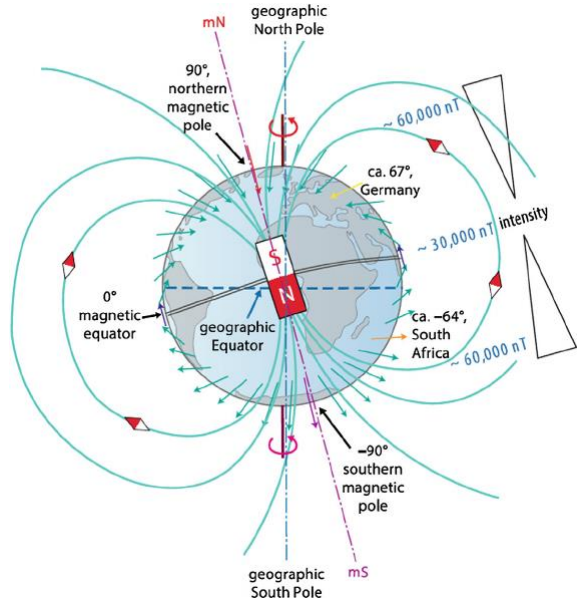 mN
geographic
North Pole
90°,
northern
magnetic
pole
~ 60,000 nT
ca. 67°,
Germany
~ 30,000 nT
intensity
S
N
0°
magnetic
equator
geographic
Equator
ca. –64°,
South
Africa
~ 60,000 nT
–90°
southern
magnetic
pole
geographic
South Pole
mS